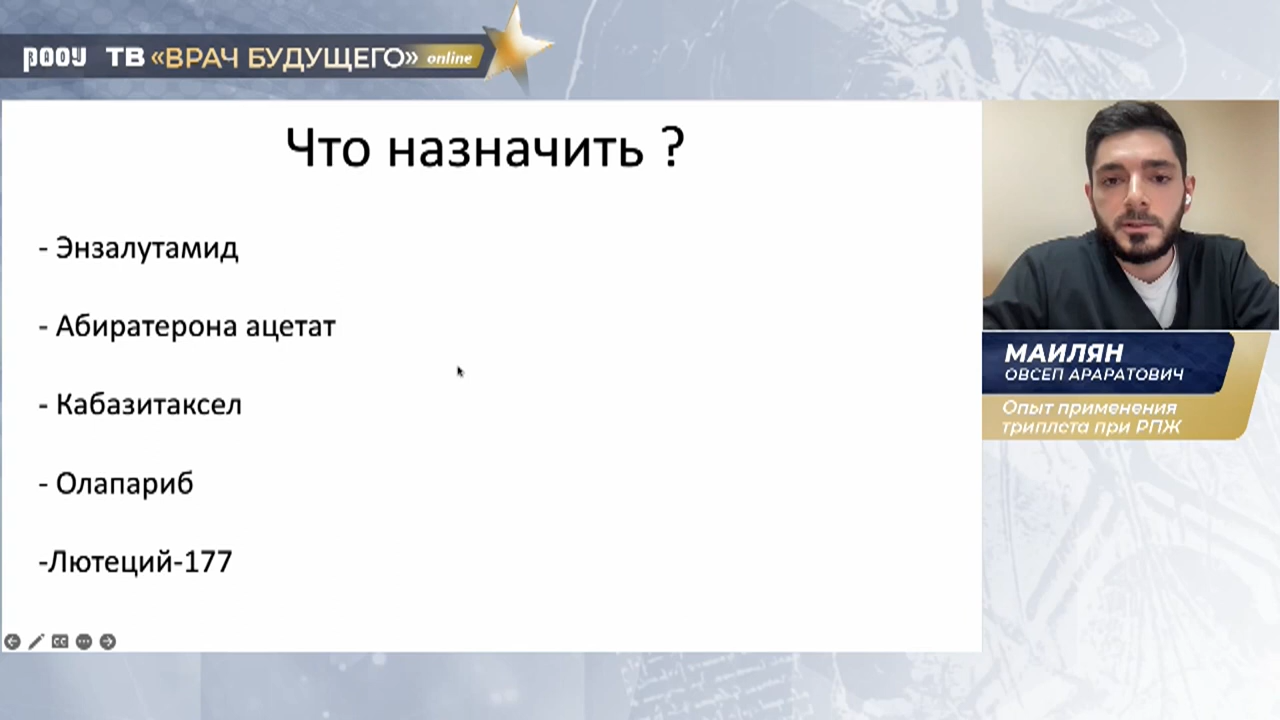 РООУ ТВ «ВРАЧ БУДУЩЕГО» online
Что назначить ?
- Энзалутамид
- Абиратерона ацетат
- Кабазитаксел
- Олапариб
-Лютеций-177
МАИЛЯН
ОВСЕП АРАРАТОВИЧ
Опыт применения
триплета при РПЖ